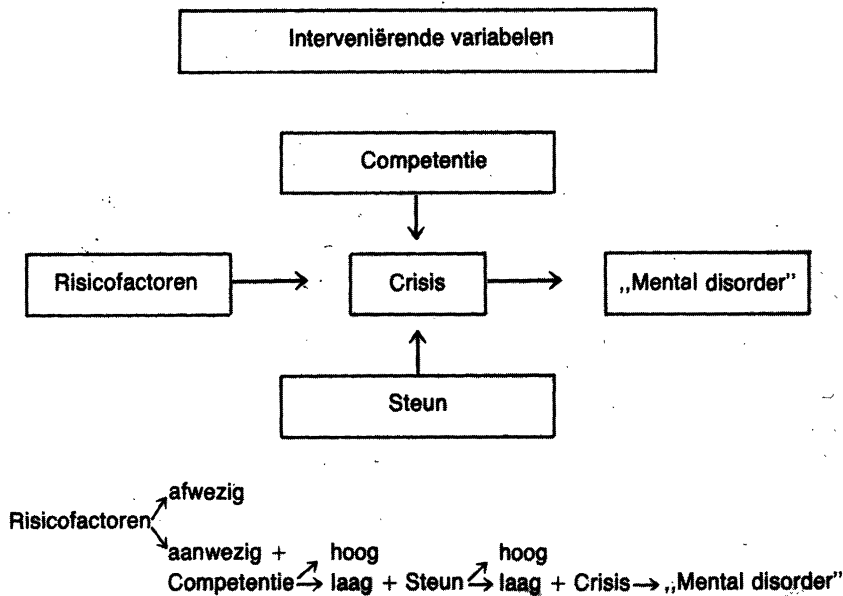 Interveniërende variabelen
Competentie
Risicofactoren
Crisis
„Mental disorder”
Steun
afwezig
Risicofactoren
aanwezig + hoog hoog
Competentie → laag + Steun → laag + Crisis → „Mental disorder”